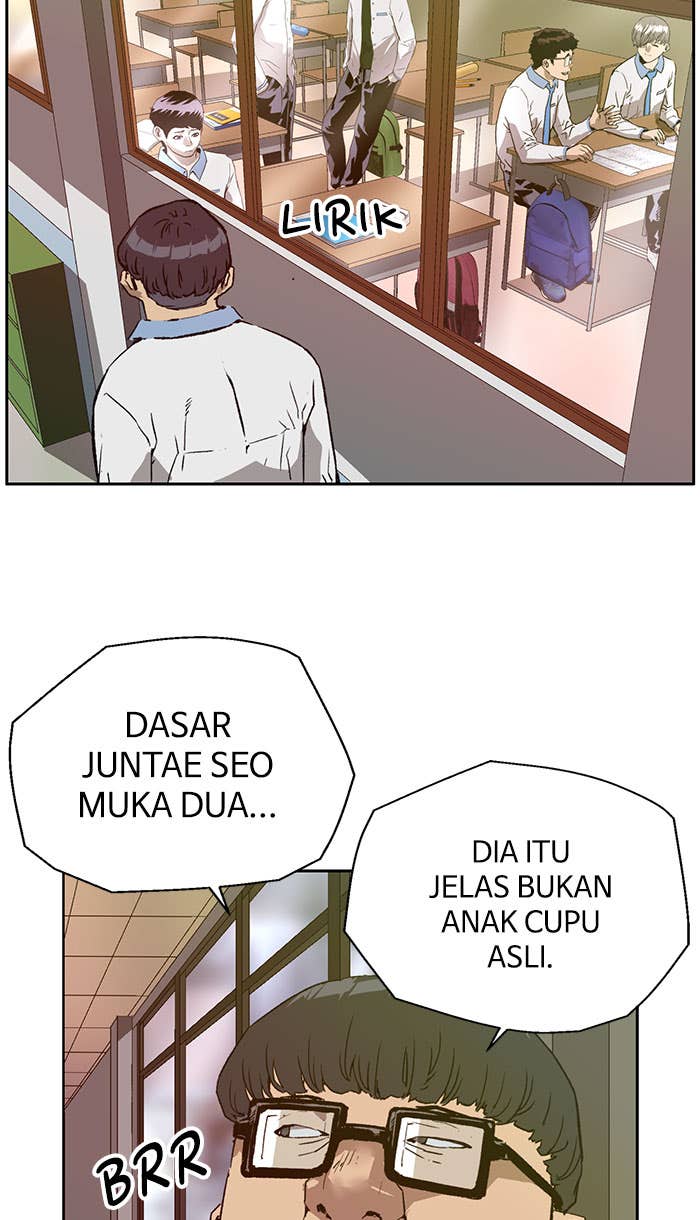 LIRIK
DASAR
JUNTAE SEO
MUKA DUA...
DIA ITU
JELAS BUKAN
ANAK CUPU
ASLI.
BRR